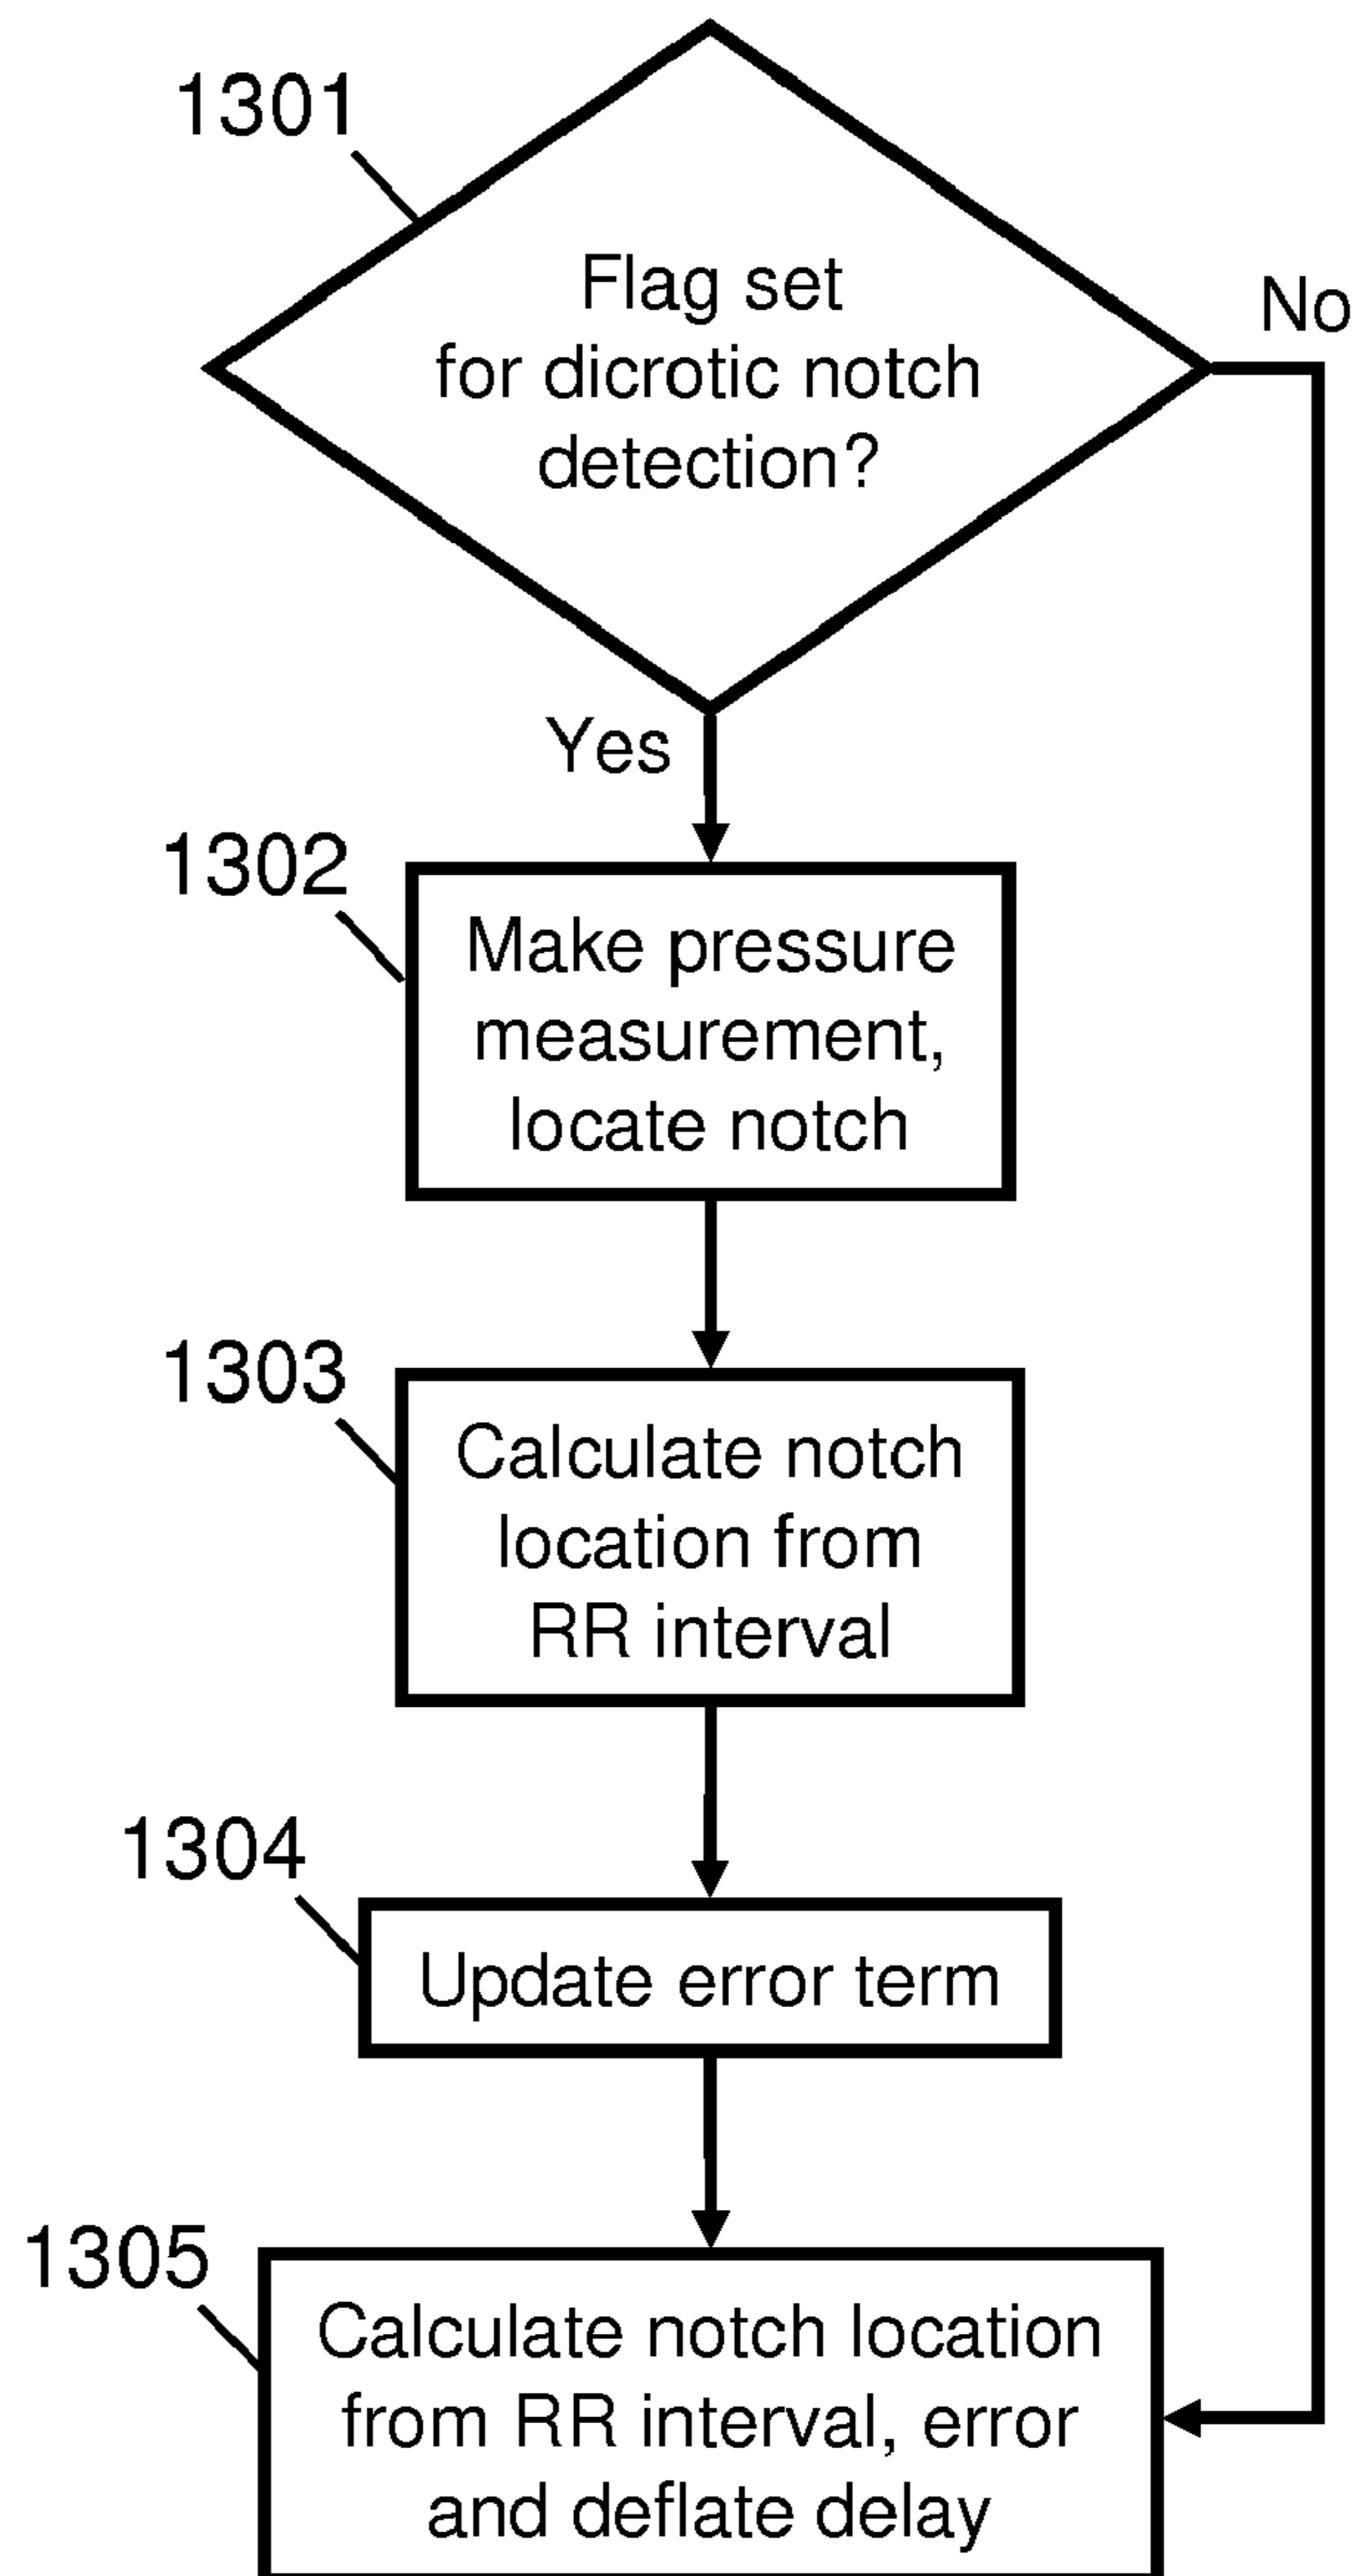 1301
Flag set
for dicrotic notch
detection?
No
Yes
1302
Make pressure
measurement,
locate notch
1303
Calculate notch
location from
RR interval
1304
Update error term
1305
Calculate notch location
from RR interval, error
and deflate delay